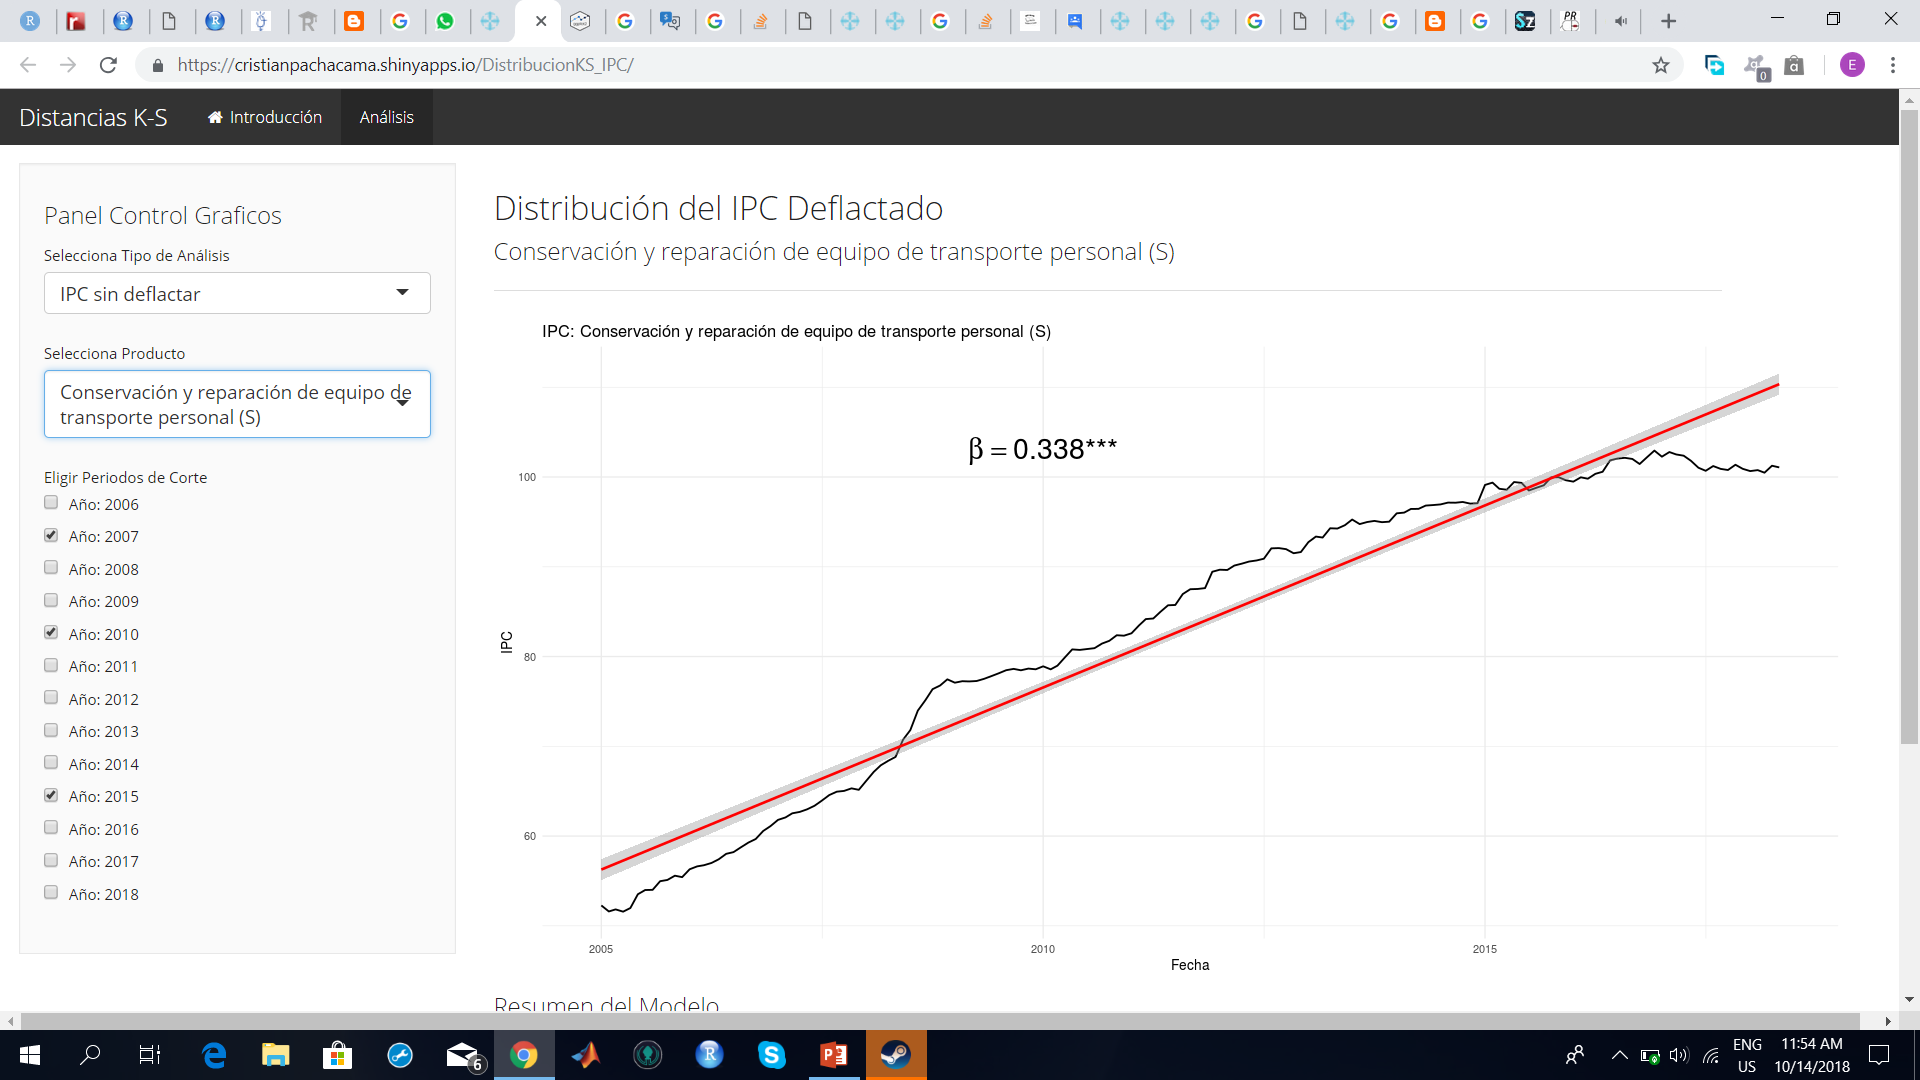 https://cristianpachacama.shinyapps.io/DistribucionKS_IPC/
0
E
Distancias K-S
Introducción
Análisis
Panel Control Graficos
Selecciona Tipo de Análisis
IPC sin deflactar
Selecciona Producto
Conservación y reparación de equipo de
transporte personal (S)
Eligir Periodos de Corte
Año: 2006
Año: 2007
Año: 2008
Año: 2009
Año: 2010
Año: 2011
Año: 2012
Año: 2013
Año: 2014
Año: 2015
Año: 2016
Año: 2017
Año: 2018
Distribución del IPC Deflactado
Conservación y reparación de equipo de transporte personal (S)
IPC: Conservación y reparación de equipo de transporte personal (S)
β = 0.338***
100
80
60
IPC
2005
2010
2015
Fecha
Resumen del Modelo
6
ENG
US
11:54 AM
10/14/2018